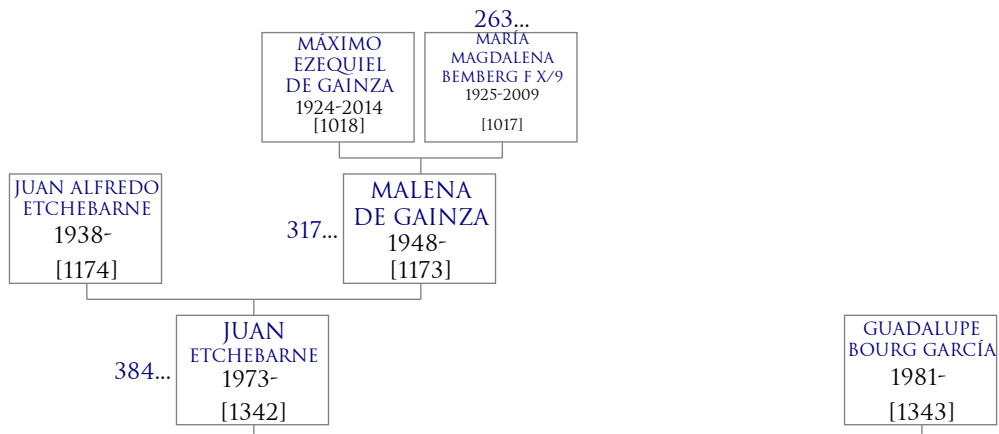 263...
MÁXIMO
EZEQUIEL
DE GAINZA
1924-2014
[1018]
MARÍA
MAGDALENA
BEMBERG F X/9
1925-2009
[1017]
JUAN ALFREDO
ETCHEBARNE
1938-
[1174]
317...
MALENA
DE GAINZA
1948-
[1173]
384...
JUAN
ETCHEBARNE
1973-
[1342]
GUADALUPE
BOURG GARCÍA
1981-
[1343]